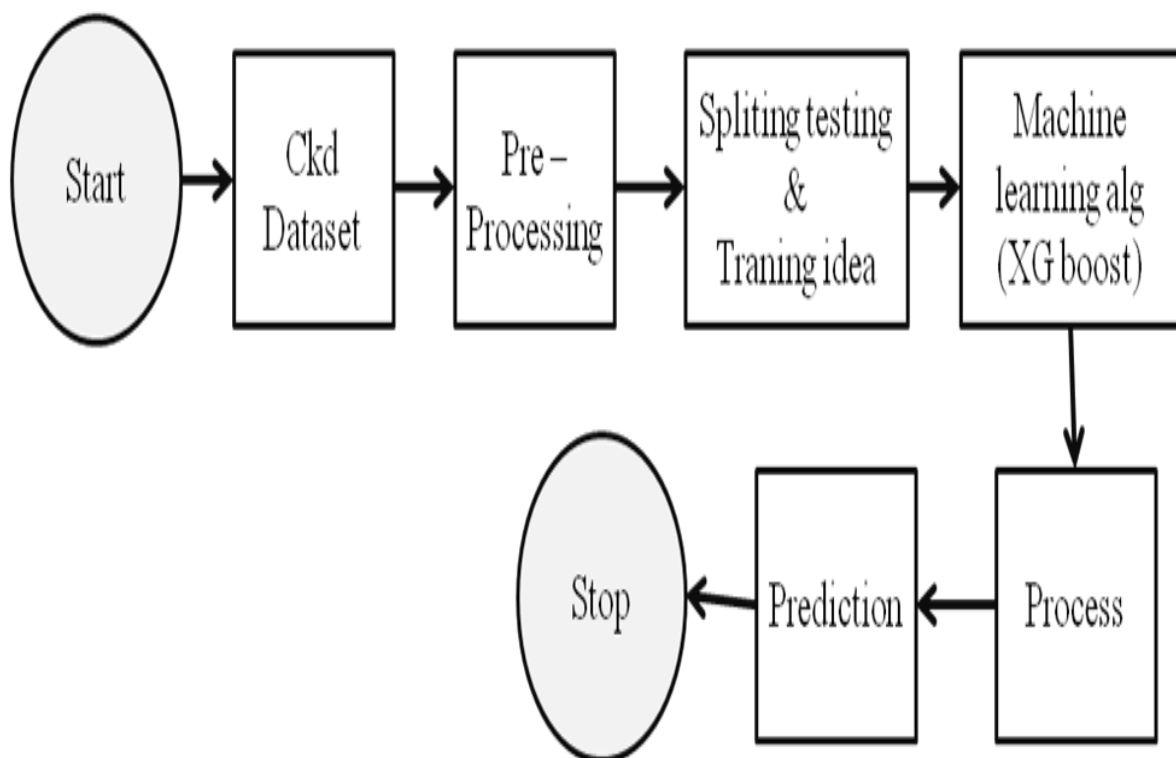 Start
Ckd
Dataset
Pre –
Processing
Spliting testing
&
Traning idea
Machine
learning alg
(XG boost)
Stop
Prediction
Process